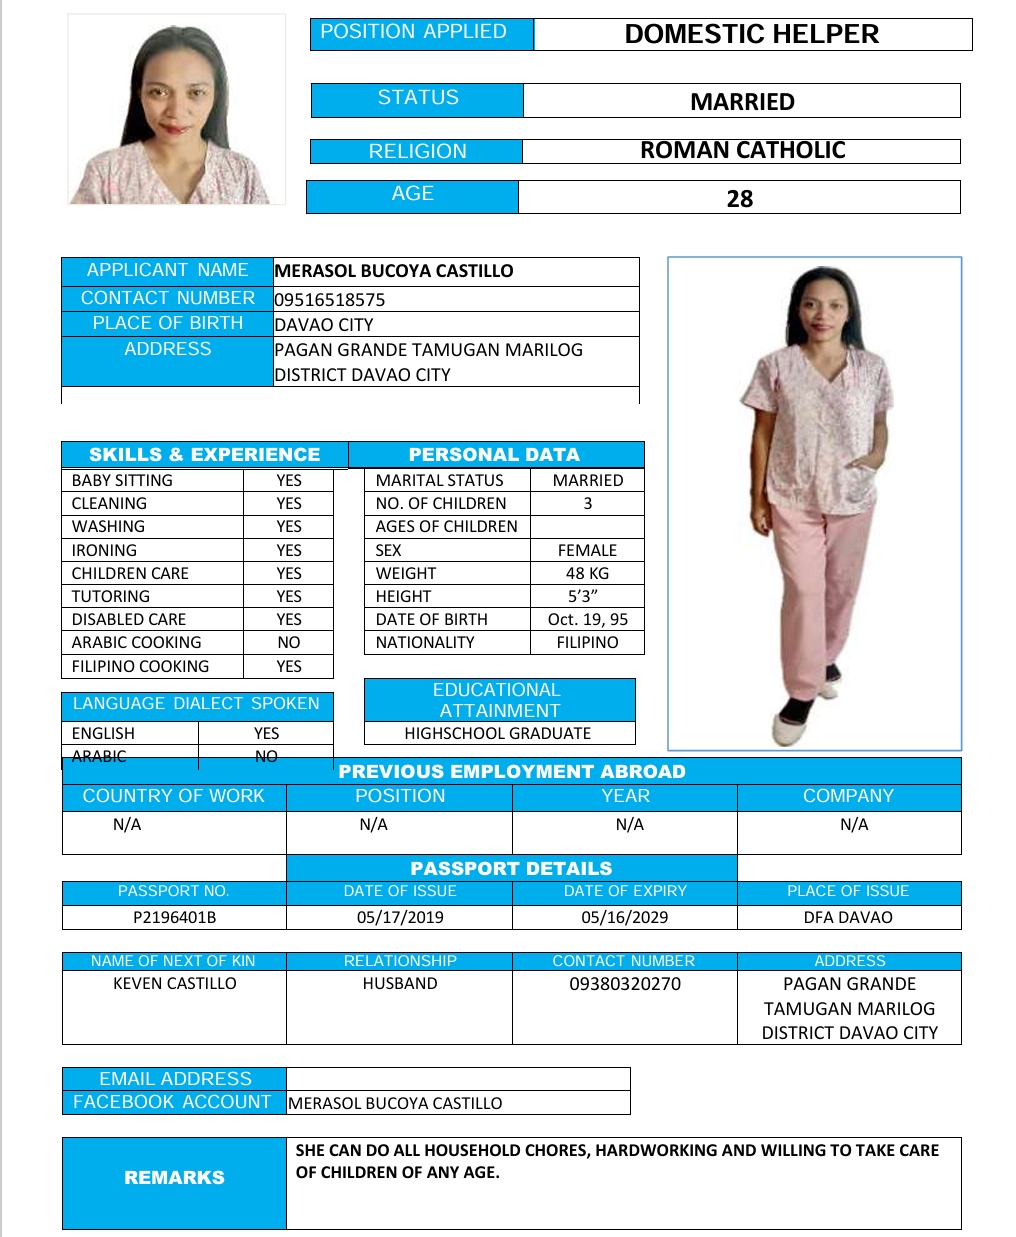 POSITION APPLIED DOMESTIC HELPER
STATUS MARRIED
RELIGION ROMAN CATHOLIC
AGE 28
APPLICANT NAME MERASOL BUCOYA CASTILLO
CONTACT NUMBER 09516518575
PLACE OF BIRTH DAVAO CITY
ADDRESS PAGAN GRANDE TAMUGAN MARILOG
DISTRICT DAVAO CITY
SKILLS & EXPERIENCE
BABY SITTING YES
CLEANING YES
WASHING YES
IRONING YES
CHILDREN CARE YES
TUTORING YES
DISABLED CARE YES
ARABIC COOKING NO
FILIPINO COOKING YES
PERSONAL DATA
MARITAL STATUS MARRIED
NO. OF CHILDREN 3
AGES OF CHILDREN
SEX FEMALE
WEIGHT 48 KG
HEIGHT 5’3”
DATE OF BIRTH Oct. 19, 95
NATIONALITY FILIPINO
LANGUAGE DIALECT SPOKEN
ENGLISH YES
ARABIC NO
EDUCATIONAL
ATTAINMENT
HIGHSCHOOL GRADUATE
PREVIOUS EMPLOYMENT ABROAD
COUNTRY OF WORK POSITION YEAR COMPANY
N/A N/A N/A N/A
PASSPORT DETAILS
PASSPORT NO. DATE OF ISSUE DATE OF EXPIRY PLACE OF ISSUE
P2196401B 05/17/2019 05/16/2029 DFA DAVAO
NAME OF NEXT OF KIN RELATIONSHIP CONTACT NUMBER ADDRESS
KEVEN CASTILLO HUSBAND 09380320270 PAGAN GRANDE
TAMUGAN MARILOG
DISTRICT DAVAO CITY
EMAIL ADDRESS
FACEBOOK ACCOUNT MERASOL BUCOYA CASTILLO
REMARKS
SHE CAN DO ALL HOUSEHOLD CHORES, HARDWORKING AND WILLING TO TAKE CARE
OF CHILDREN OF ANY AGE.